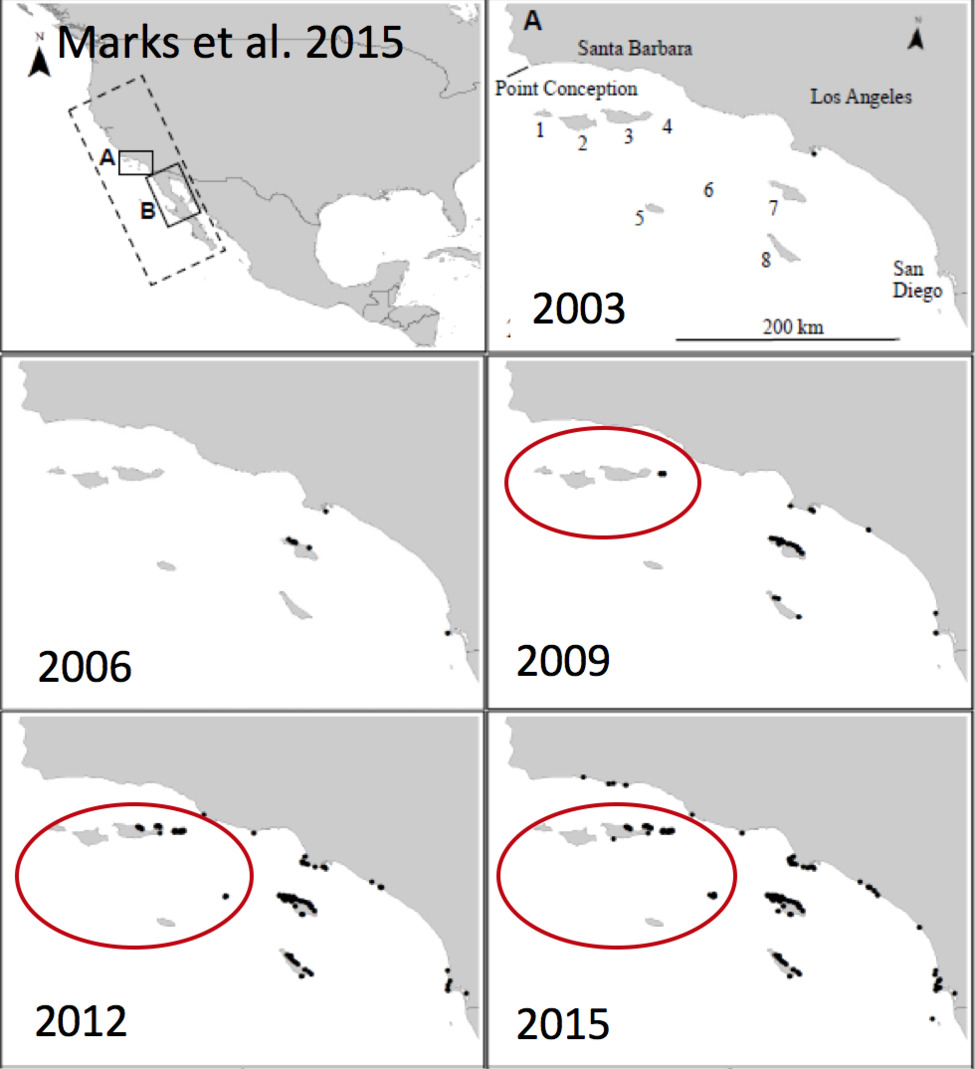 N
Marks et al. 2015
A
B
A
N
Santa Barbara
Point Conception
Los Angeles
1
2
3
4
5
6
7
8
San
Diego
2003
200 km
2006
2009
2012
2015